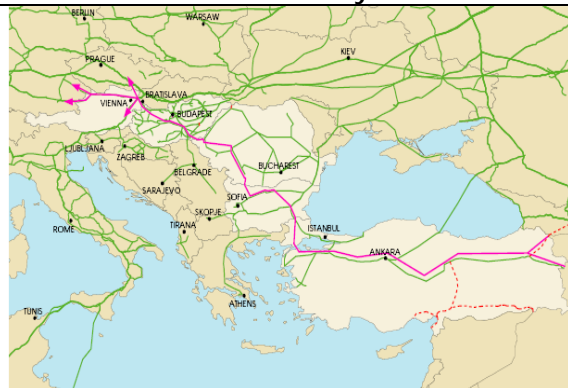 BERLIN
WARSAW
KIEV
PRAGUE
VIENNA
BRATISLAVA
BUDAPEST
LJUBLJANA
ZAGREB
BELGRADE
BUCHAREST
SARAJEVO
SOFIA
SKOPJE
ROME
TIRANA
ISTANBUL
ANKARA
ATHENS
TUNIS